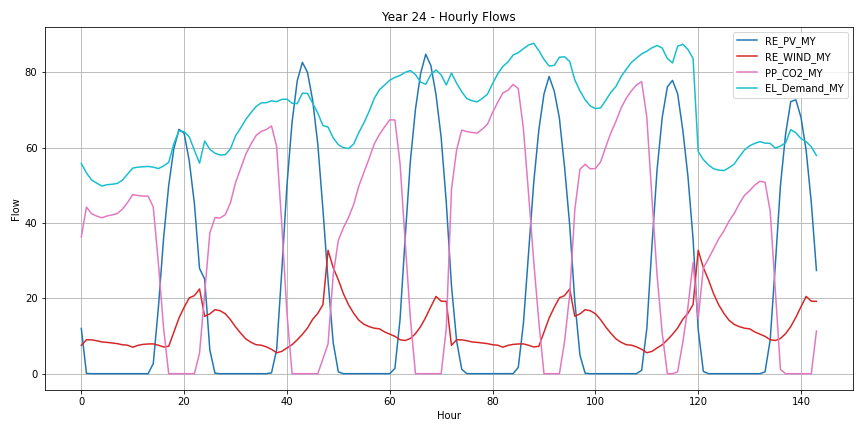 Year 24 - Hourly Flows
RE_PV_MY
RE_WIND_MY
PP_CO2_MY
EL_Demand_MY
Flow
80
60
40
20
0
0 20 40 60 80 100 120 140
Hour